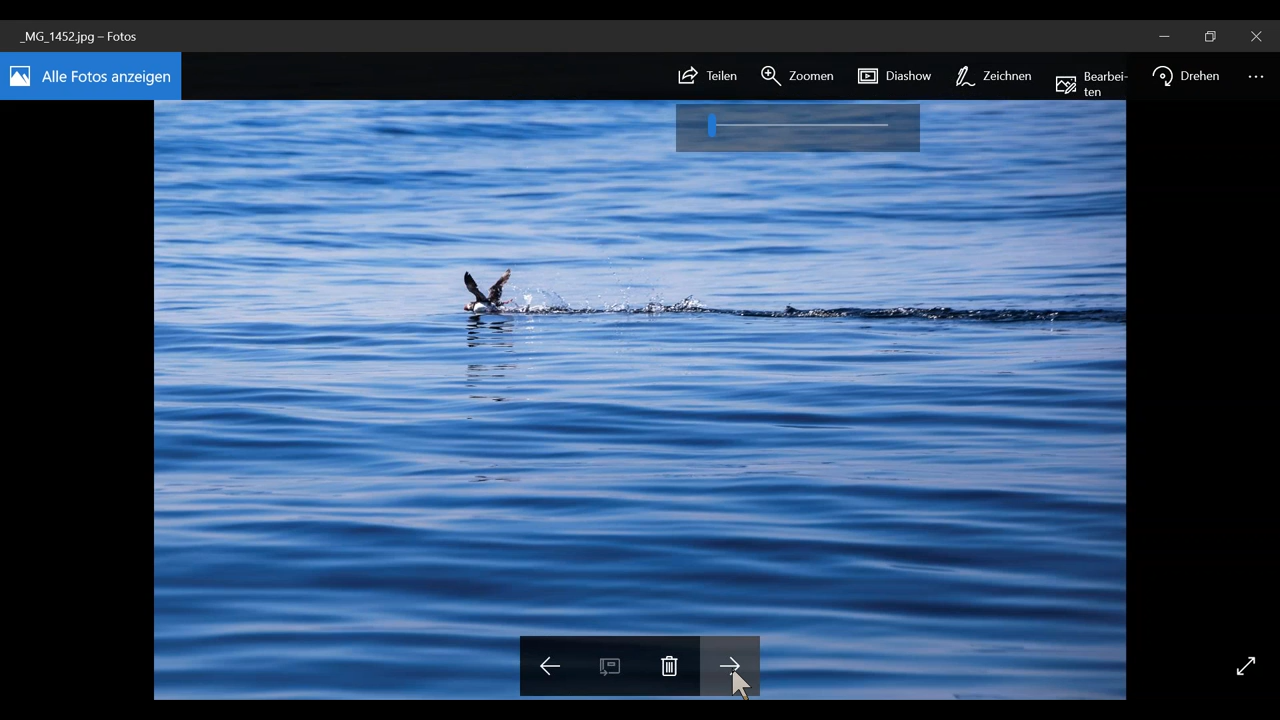 _MG_1452.jpg – Fotos
Alle Fotos anzeigen
Teilen
Zoomen
Diashow
Zeichnen
Bearbei-
ten
Drehen